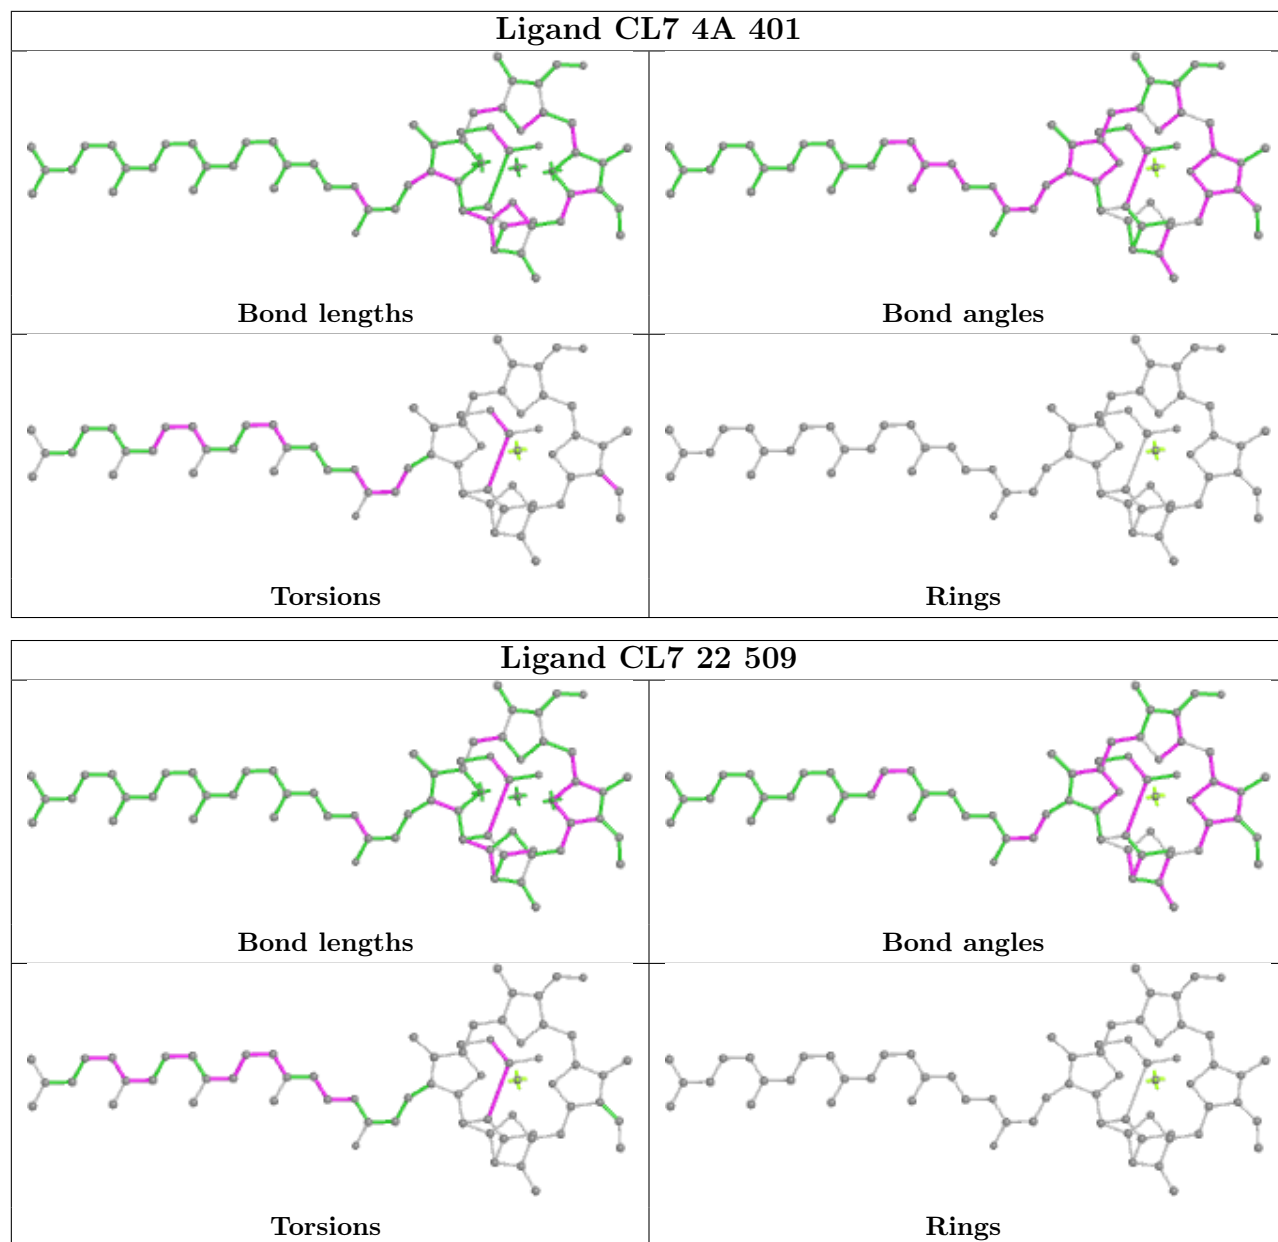 Ligand CL7 4A 401
Bond lengths
Bond angles
Torsions
Rings
Ligand CL7 22 509
Bond lengths
Bond angles
Torsions
Rings